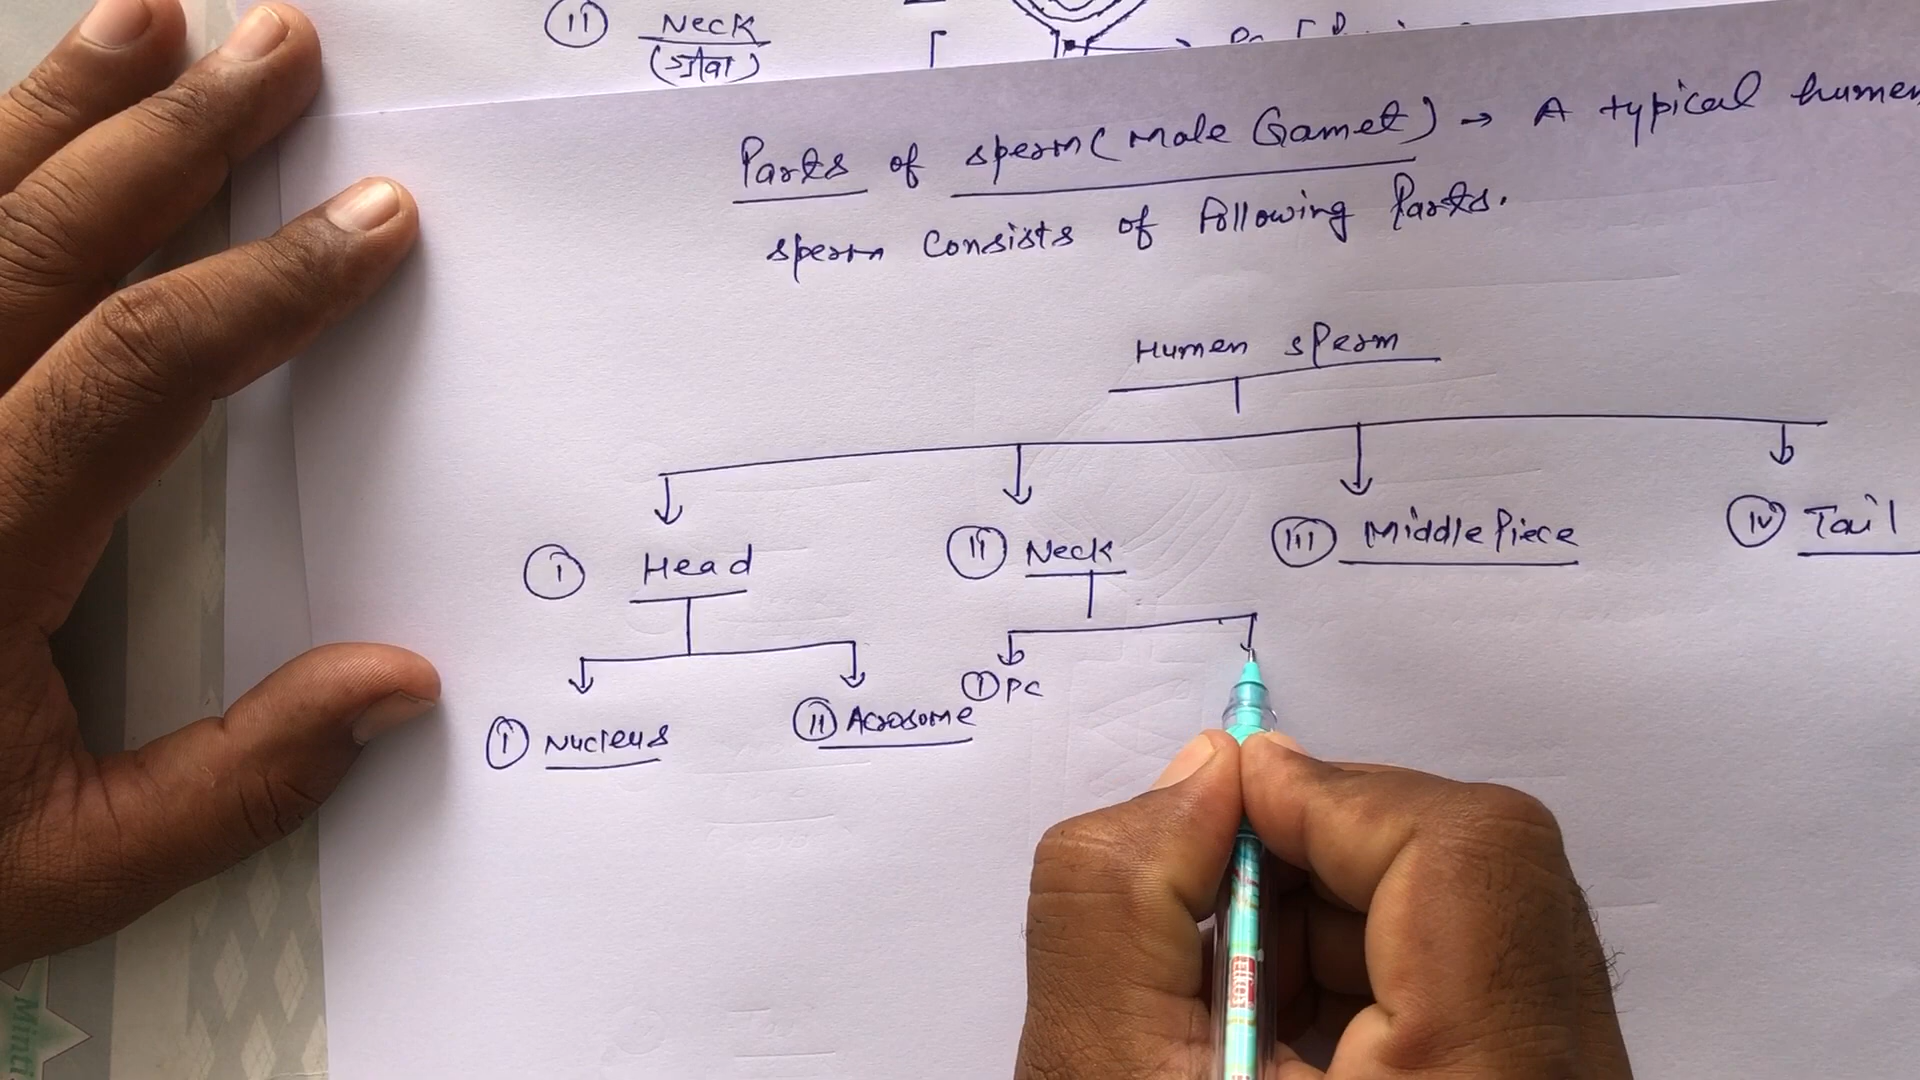 (II) Neck
(ग्रीवा)
Parts of sperm (Male Gamet) → A typical humen
sperm Consists of Following Parts.
Humen sperm
(I) Head (II) Neck (III) Middle Piece (IV) Tail
(I) Nucleus (II) Acrosome (I) PC